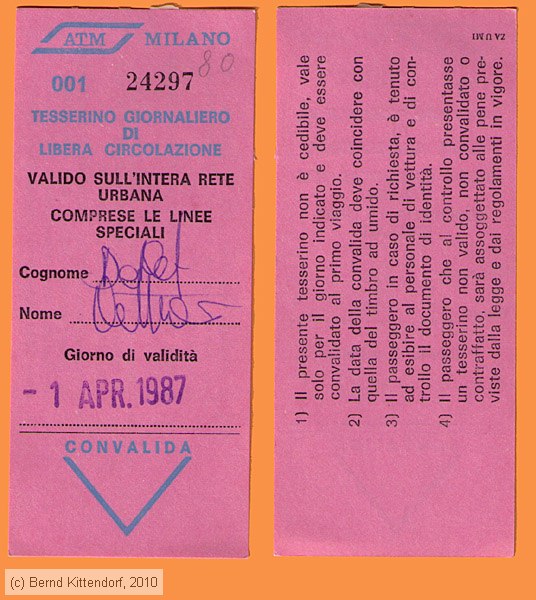 ATM MILANO
001 24297
80
TESSERINO GIORNALIERO
DI
LIBERA CIRCOLAZIONE
VALIDO SULL'INTERA RETE
URBANA
COMPRESE LE LINEE
SPECIALI
Cognome
Nome
Giorno di validità
- 1 APR. 1987
CONVALIDA
ZA U MI
1) Il presente tesserino non è cedibile, vale
solo per il giorno indicato e deve essere
convalidato al primo viaggio.
2) La data della convalida deve coincidere con
quella del timbro ad umido.
3) Il passeggero in caso di richiesta, è tenuto
ad esibire al personale di vettura e di con-
trollo il documento di identità.
4) Il passeggero che al controllo presentasse
un tesserino non valido, non convalidato o
contraffatto, sarà assoggettato alle pene pre-
viste dalla legge e dai regolamenti in vigore.
(c) Bernd Kittendorf, 2010